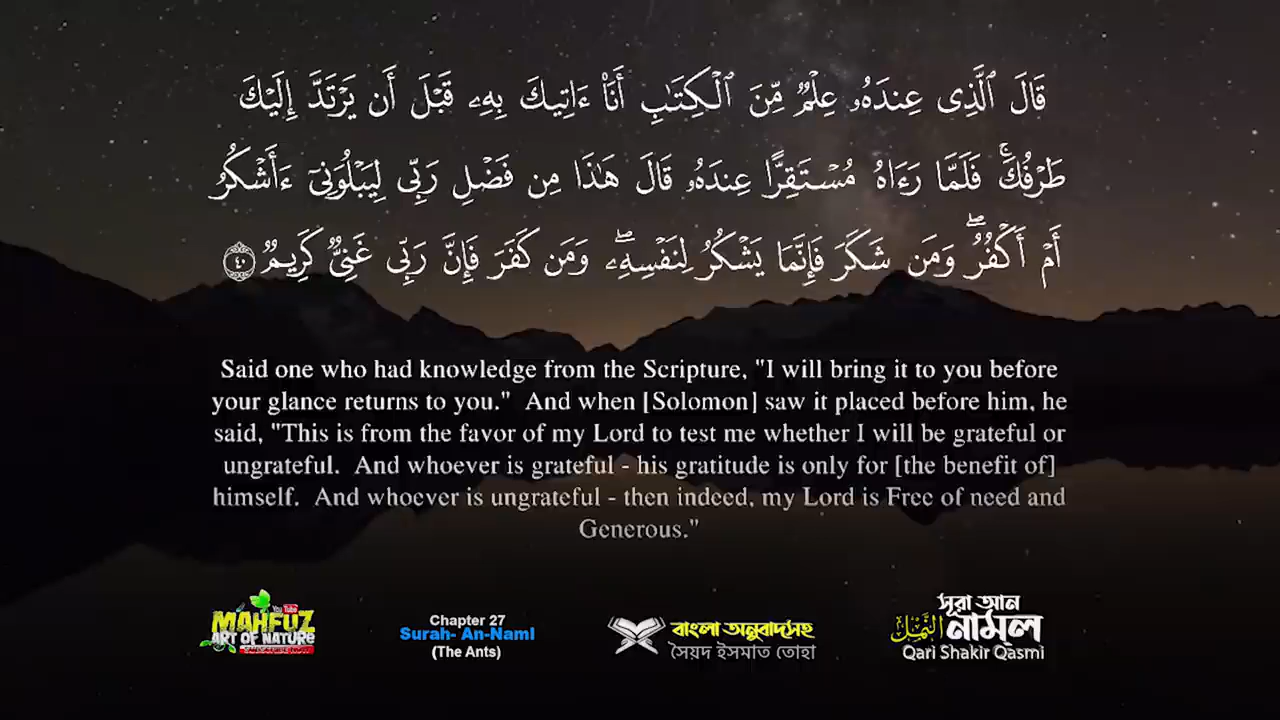 قَالَ ٱلَّذِى عِندَهُۥ عِلْمٌ مِّنَ ٱلْكِتَـٰبِ أَنَا۠ ءَاتِيكَ بِهِۦ قَبْلَ أَن يَرْتَدَّ إِلَيْكَ
طَرْفُكَ ۚ فَلَمَّا رَءَاهُ مُسْتَقِرًّا عِندَهُۥ قَالَ هَـٰذَا مِن فَضْلِ رَبِّى لِيَبْلُوَنِىٓ ءَأَشْكُرُ
أَمْ أَكْفُرُ ۖ وَمَن شَكَرَ فَإِنَّمَا يَشْكُرُ لِنَفْسِهِۦ ۖ وَمَن كَفَرَ فَإِنَّ رَبِّى غَنِىٌّ كَرِيمٌ ٤٠
Said one who had knowledge from the Scripture, "I will bring it to you before
your glance returns to you."  And when [Solomon] saw it placed before him, he
said, "This is from the favor of my Lord to test me whether I will be grateful or
ungrateful.  And whoever is grateful - his gratitude is only for [the benefit of]
himself.  And whoever is ungrateful - then indeed, my Lord is Free of need and
Generous."
You Tube
MAHFUZ
ART OF NATURE
SUBSCRIBE NOW
Chapter 27
Surah- An-Naml
(The Ants)
বাংলা অনুবাদসহ
সৈয়দ ইসমাত তোহা
সূরা আন
النَّمْل নাম্‌ল
Qari Shakir Qasmi